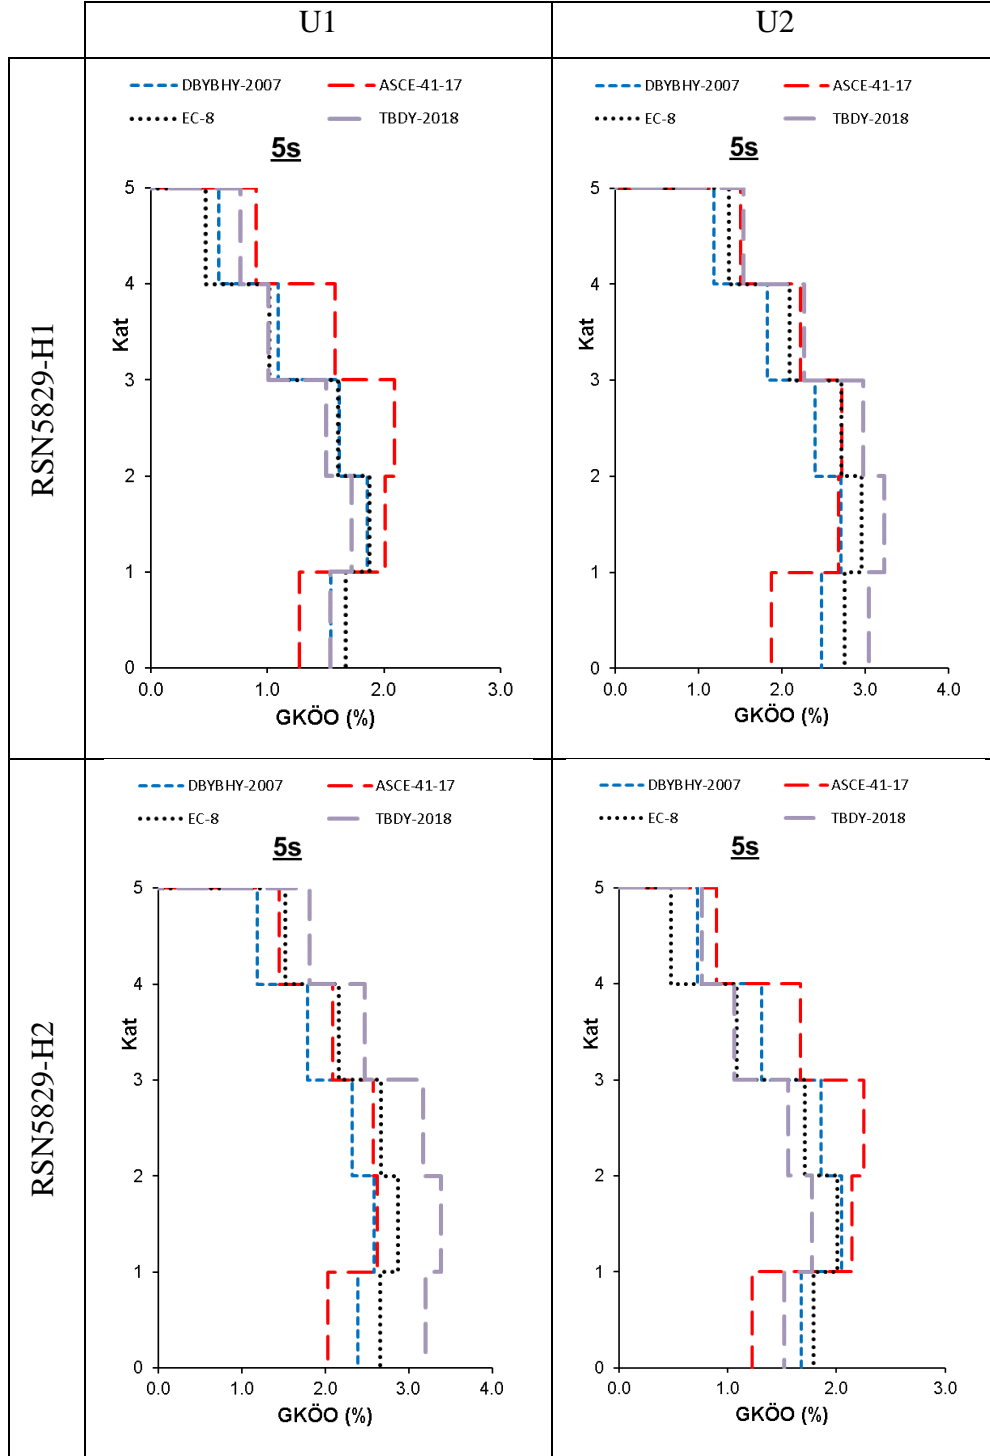 U1 U2
RSN5829-H1
DBYBHY-2007 ASCE-41-17
EC-8 TBDY-2018
5s
5
4
3
2
1
0
Kat
0.0 1.0 2.0 3.0
GKÖO (%)
DBYBHY-2007 ASCE-41-17
EC-8 TBDY-2018
5s
5
4
3
2
1
0
Kat
0.0 1.0 2.0 3.0 4.0
GKÖO (%)
RSN5829-H2
DBYBHY-2007 ASCE-41-17
EC-8 TBDY-2018
5s
5
4
3
2
1
0
Kat
0.0 1.0 2.0 3.0 4.0
GKÖO (%)
DBYBHY-2007 ASCE-41-17
EC-8 TBDY-2018
5s
5
4
3
2
1
0
Kat
0.0 1.0 2.0 3.0
GKÖO (%)